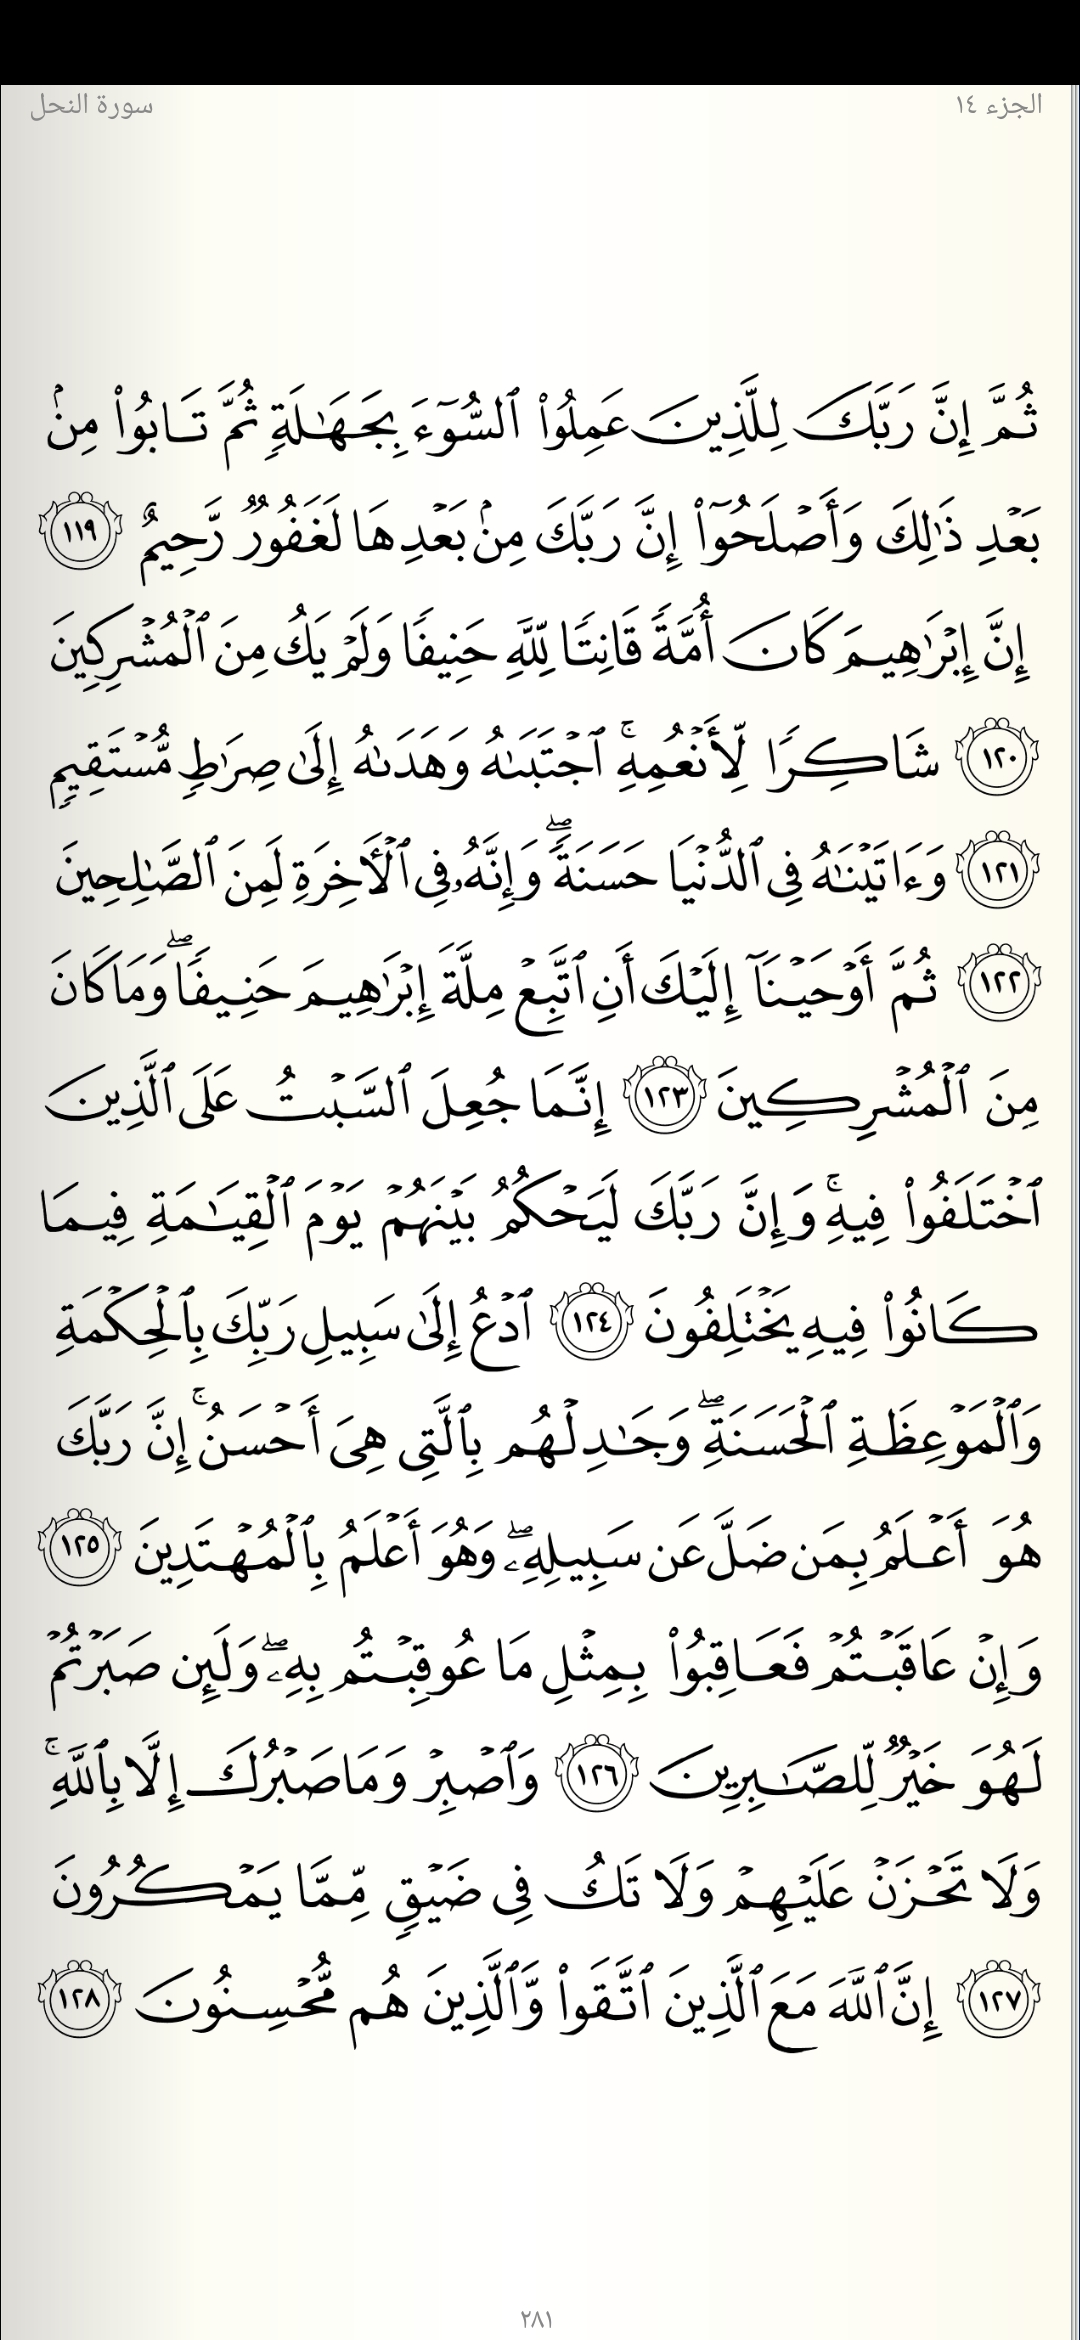 الجزء ١٤
سورة النحل
ثُمَّ إِنَّ رَبَّكَ لِلَّذِينَ عَمِلُوا۟ ٱلسُّوٓءَ بِجَهَـٰلَةٍۢ ثُمَّ تَابُوا۟ مِنۢ
بَعْدِ ذَٰلِكَ وَأَصْلَحُوٓا۟ إِنَّ رَبَّكَ مِنۢ بَعْدِهَا لَغَفُورٌۭ رَّحِيمٌ ١١٩
إِنَّ إِبْرَٰهِيمَ كَانَ أُمَّةًۭ قَانِتًۭا لِّلَّهِ حَنِيفًۭا وَلَمْ يَكُ مِنَ ٱلْمُشْرِكِينَ
١٢٠ شَاكِرًۭا لِّأَنْعُمِهِ ۚ ٱجْتَبَىٰهُ وَهَدَىٰهُ إِلَىٰ صِرَٰطٍۢ مُّسْتَقِيمٍۢ
١٢١ وَءَاتَيْنَـٰهُ فِى ٱلدُّنْيَا حَسَنَةًۭ ۖ وَإِنَّهُۥ فِى ٱلْـَٔاخِرَةِ لَمِنَ ٱلصَّـٰلِحِينَ
١٢٢ ثُمَّ أَوْحَيْنَآ إِلَيْكَ أَنِ ٱتَّبِعْ مِلَّةَ إِبْرَٰهِيمَ حَنِيفًۭا ۖ وَمَا كَانَ
مِنَ ٱلْمُشْرِكِينَ ١٢٣ إِنَّمَا جُعِلَ ٱلسَّبْتُ عَلَى ٱلَّذِينَ
ٱخْتَلَفُوا۟ فِيهِ ۚ وَإِنَّ رَبَّكَ لَيَحْكُمُ بَيْنَهُمْ يَوْمَ ٱلْقِيَـٰمَةِ فِيمَا
كَانُوا۟ فِيهِ يَخْتَلِفُونَ ١٢٤ ٱدْعُ إِلَىٰ سَبِيلِ رَبِّكَ بِٱلْحِكْمَةِ
وَٱلْمَوْعِظَةِ ٱلْحَسَنَةِ ۖ وَجَـٰدِلْهُم بِٱلَّتِى هِىَ أَحْسَنُ ۚ إِنَّ رَبَّكَ
هُوَ أَعْلَمُ بِمَن ضَلَّ عَن سَبِيلِهِۦ ۖ وَهُوَ أَعْلَمُ بِٱلْمُهْتَدِينَ ١٢٥
وَإِنْ عَاقَبْتُمْ فَعَاقِبُوا۟ بِمِثْلِ مَا عُوقِبْتُم بِهِۦ ۖ وَلَئِن صَبَرْتُمْ
لَهُوَ خَيْرٌۭ لِّلصَّـٰبِرِينَ ١٢٦ وَٱصْبِرْ وَمَا صَبْرُكَ إِلَّا بِٱللَّهِ ۚ
وَلَا تَحْزَنْ عَلَيْهِمْ وَلَا تَكُ فِى ضَيْقٍۢ مِّمَّا يَمْكُرُونَ
١٢٧ إِنَّ ٱللَّهَ مَعَ ٱلَّذِينَ ٱتَّقَوا۟ وَّٱلَّذِينَ هُم مُّحْسِنُونَ ١٢٨
٢٨١